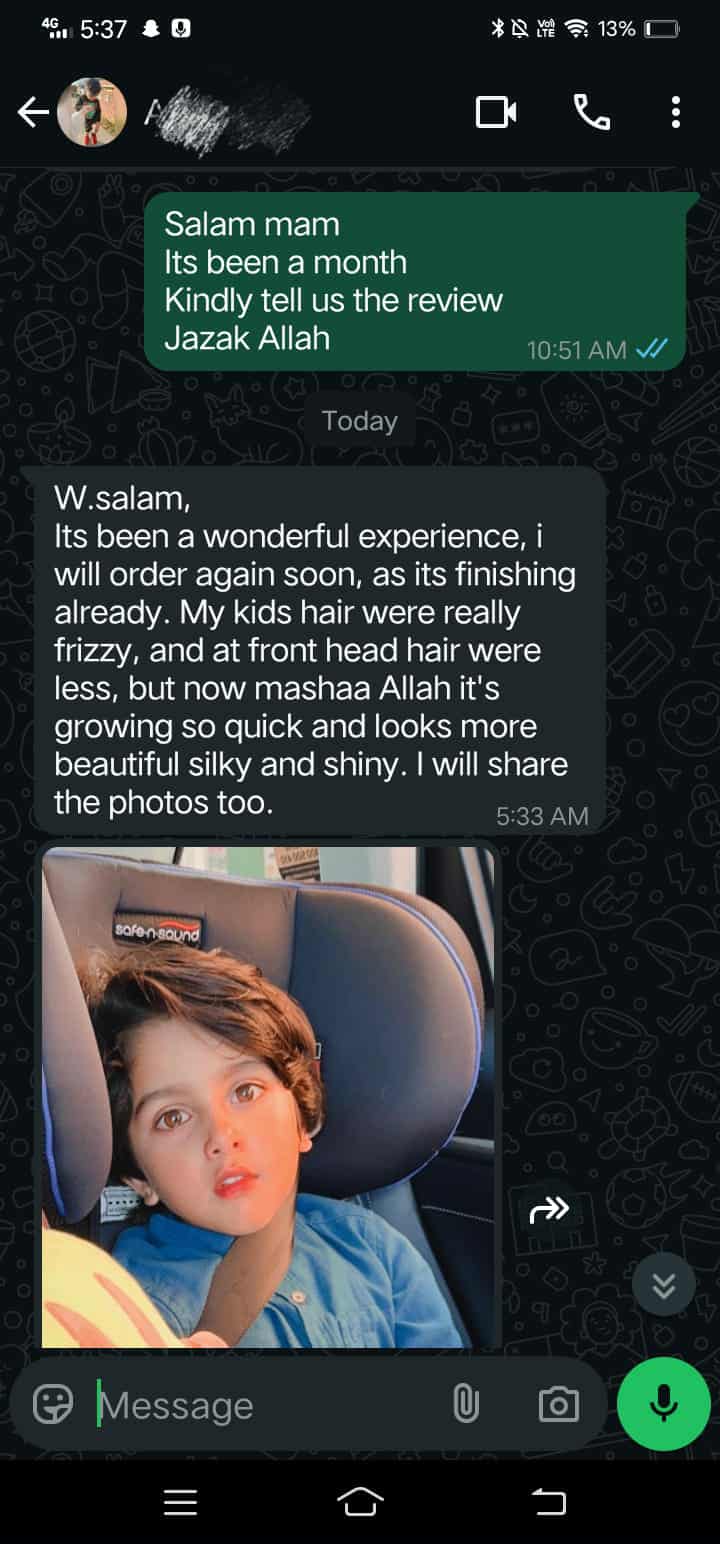 4G 5:37 Vo) LTE 13%
A
Salam mam
Its been a month
Kindly tell us the review
Jazak Allah
10:51 AM
Today
W.salam,
Its been a wonderful experience, i
will order again soon, as its finishing
already. My kids hair were really
frizzy, and at front head hair were
less, but now mashaa Allah it's
growing so quick and looks more
beautiful silky and shiny. I will share
the photos too.
5:33 AM
safe-n-sound
Message